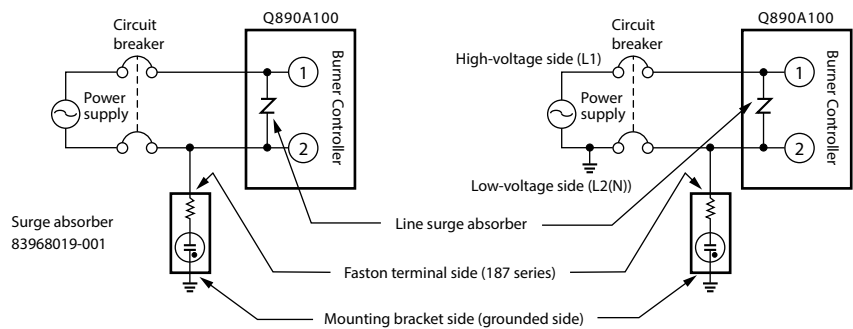 Q890A100
Circuit
breaker
Power
supply
1
2
Burner Controller
Surge absorber
83968019-001
Q890A100
Circuit
breaker
High-voltage side (L1)
Power
supply
1
2
Burner Controller
Low-voltage side (L2(N))
Line surge absorber
Faston terminal side (187 series)
Mounting bracket side (grounded side)